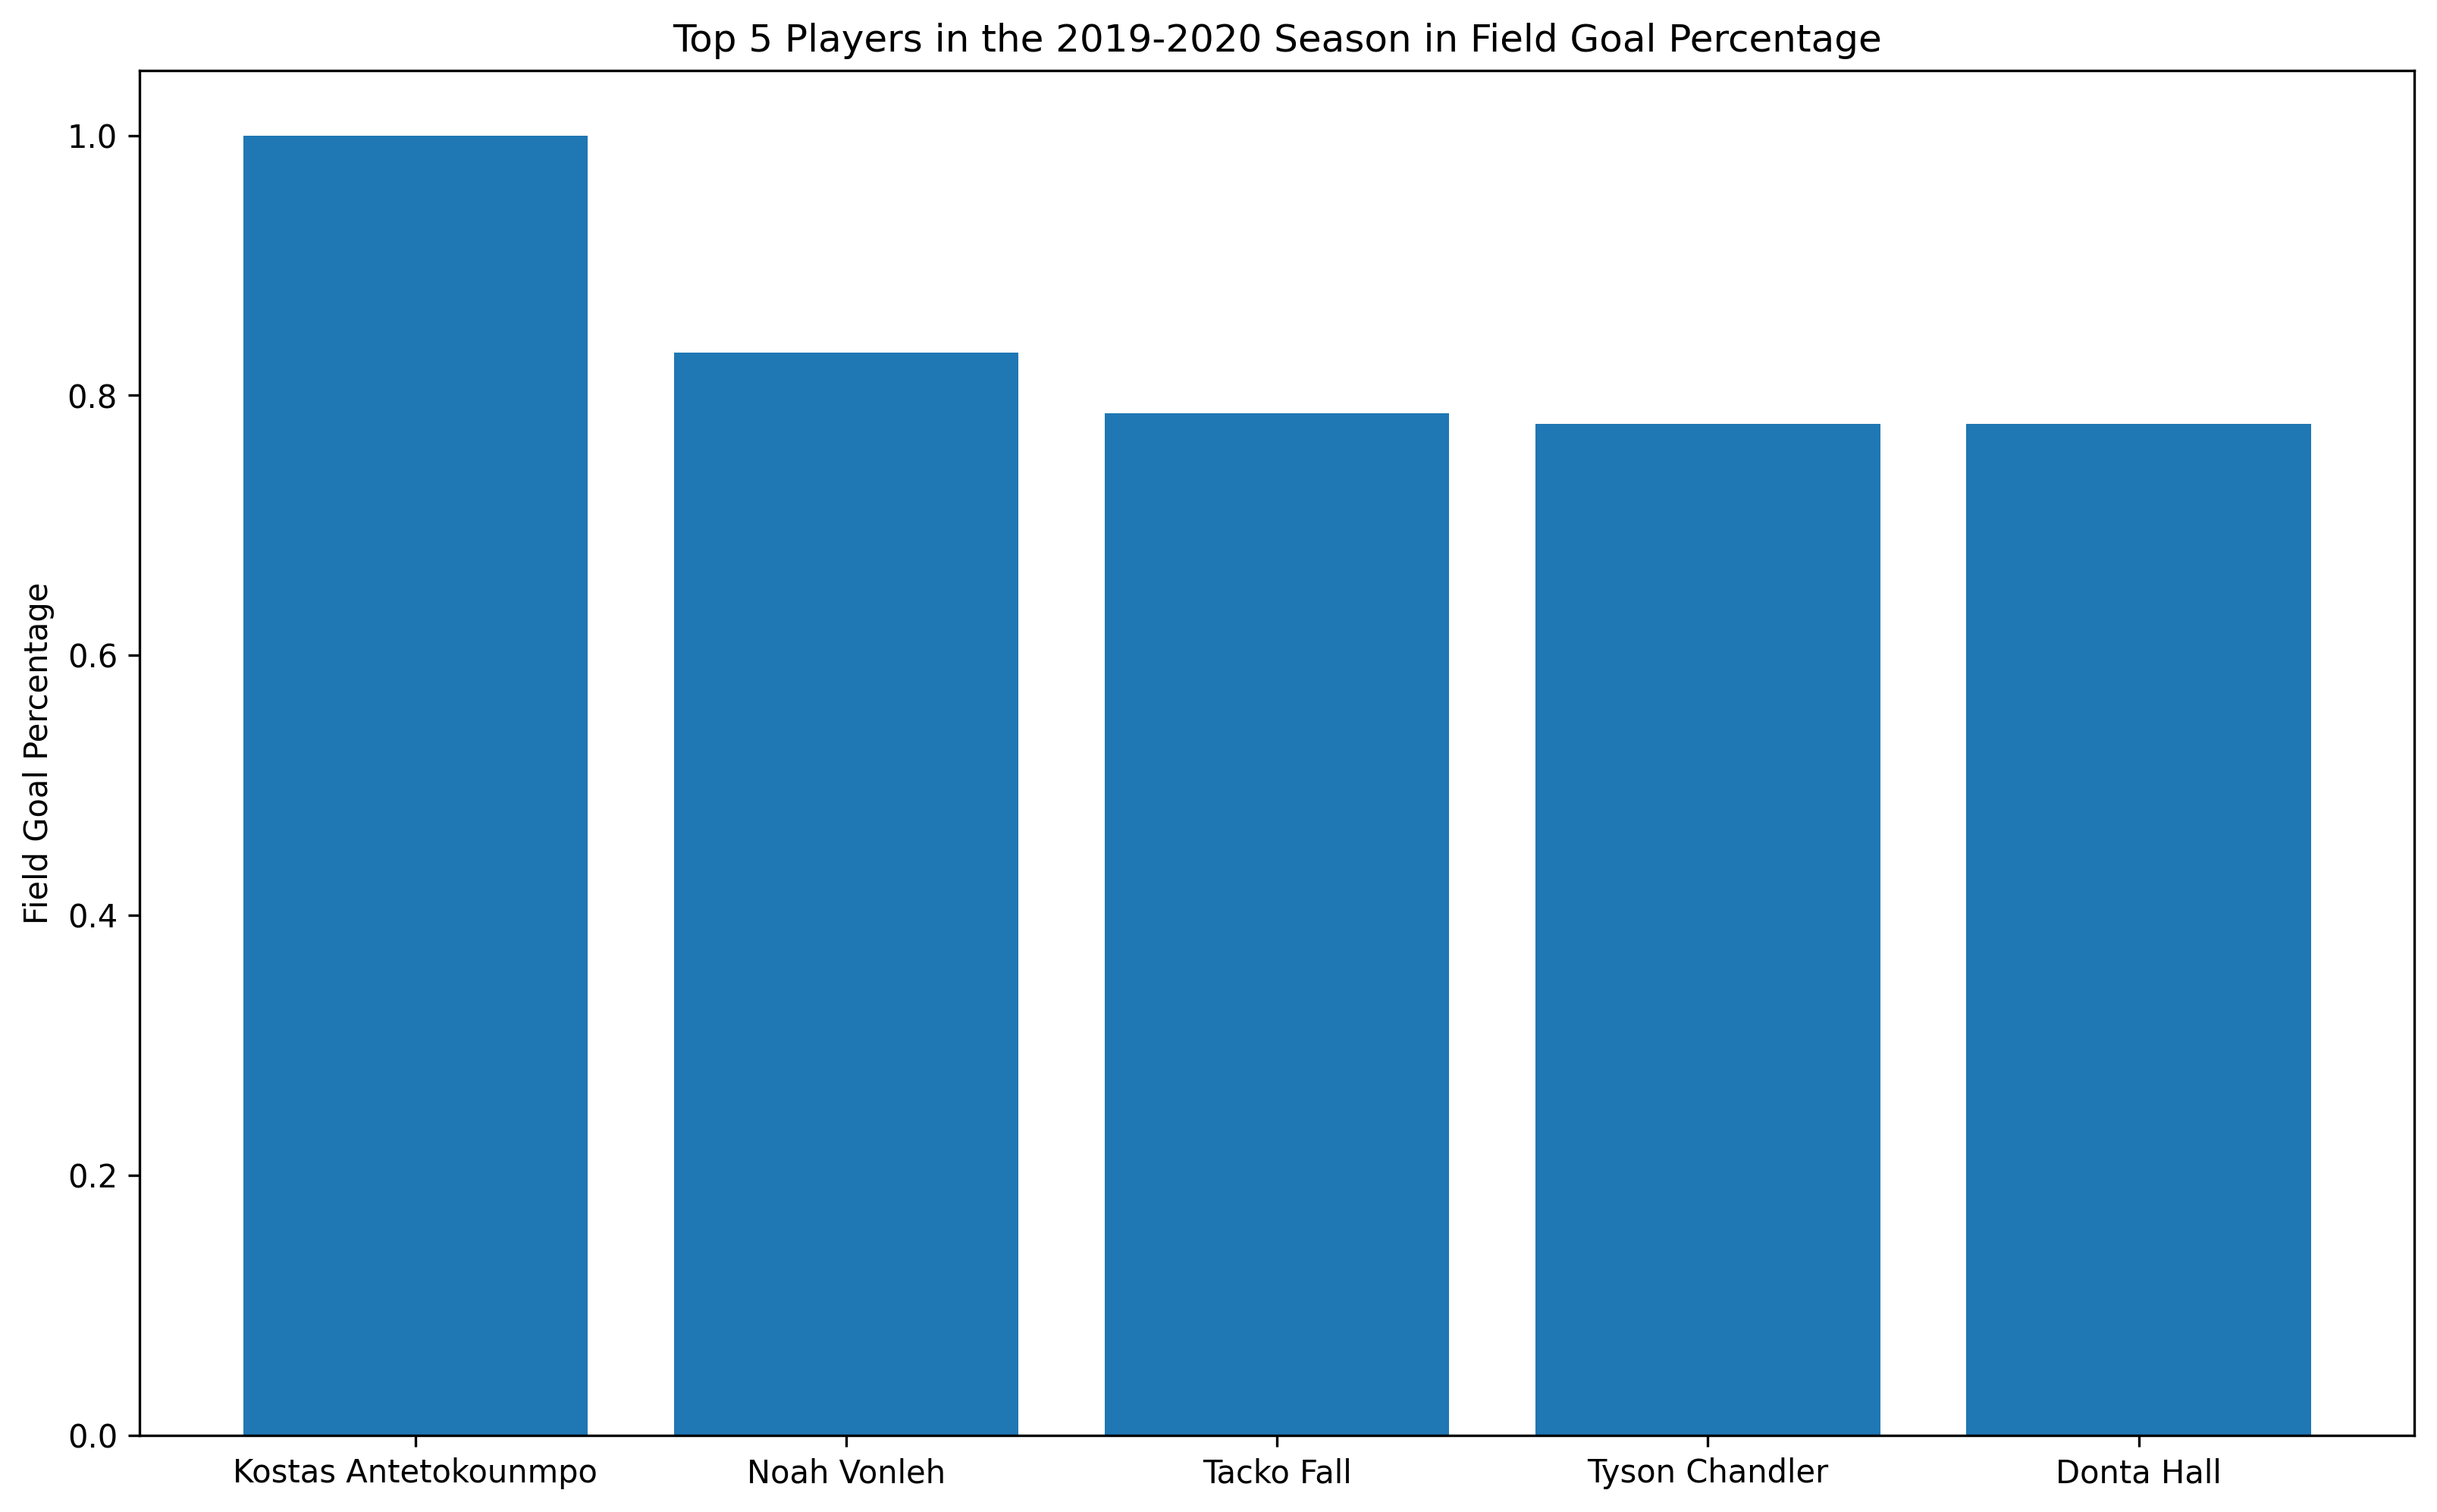 Top 5 Players in the 2019-2020 Season in Field Goal Percentage
Field Goal Percentage
1.0
0.8
0.6
0.4
0.2
0.0
Kostas Antetokounmpo
Noah Vonleh
Tacko Fall
Tyson Chandler
Donta Hall